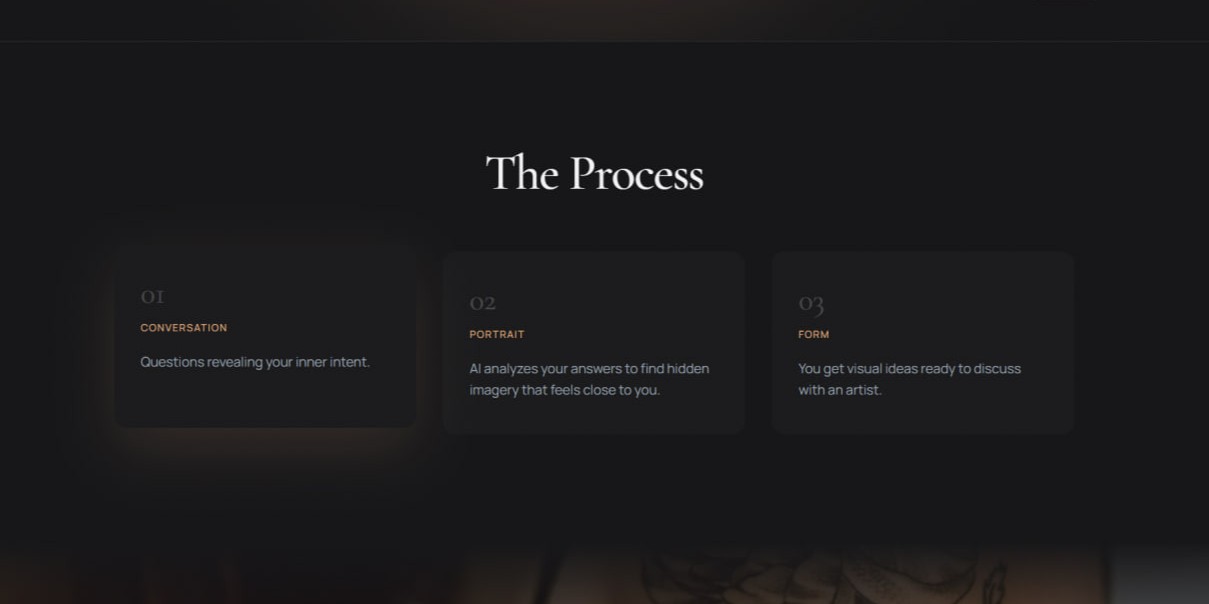 The Process
01
CONVERSATION
Questions revealing your inner intent.
02
PORTRAIT
AI analyzes your answers to find hidden
imagery that feels close to you.
03
FORM
You get visual ideas ready to discuss
with an artist.